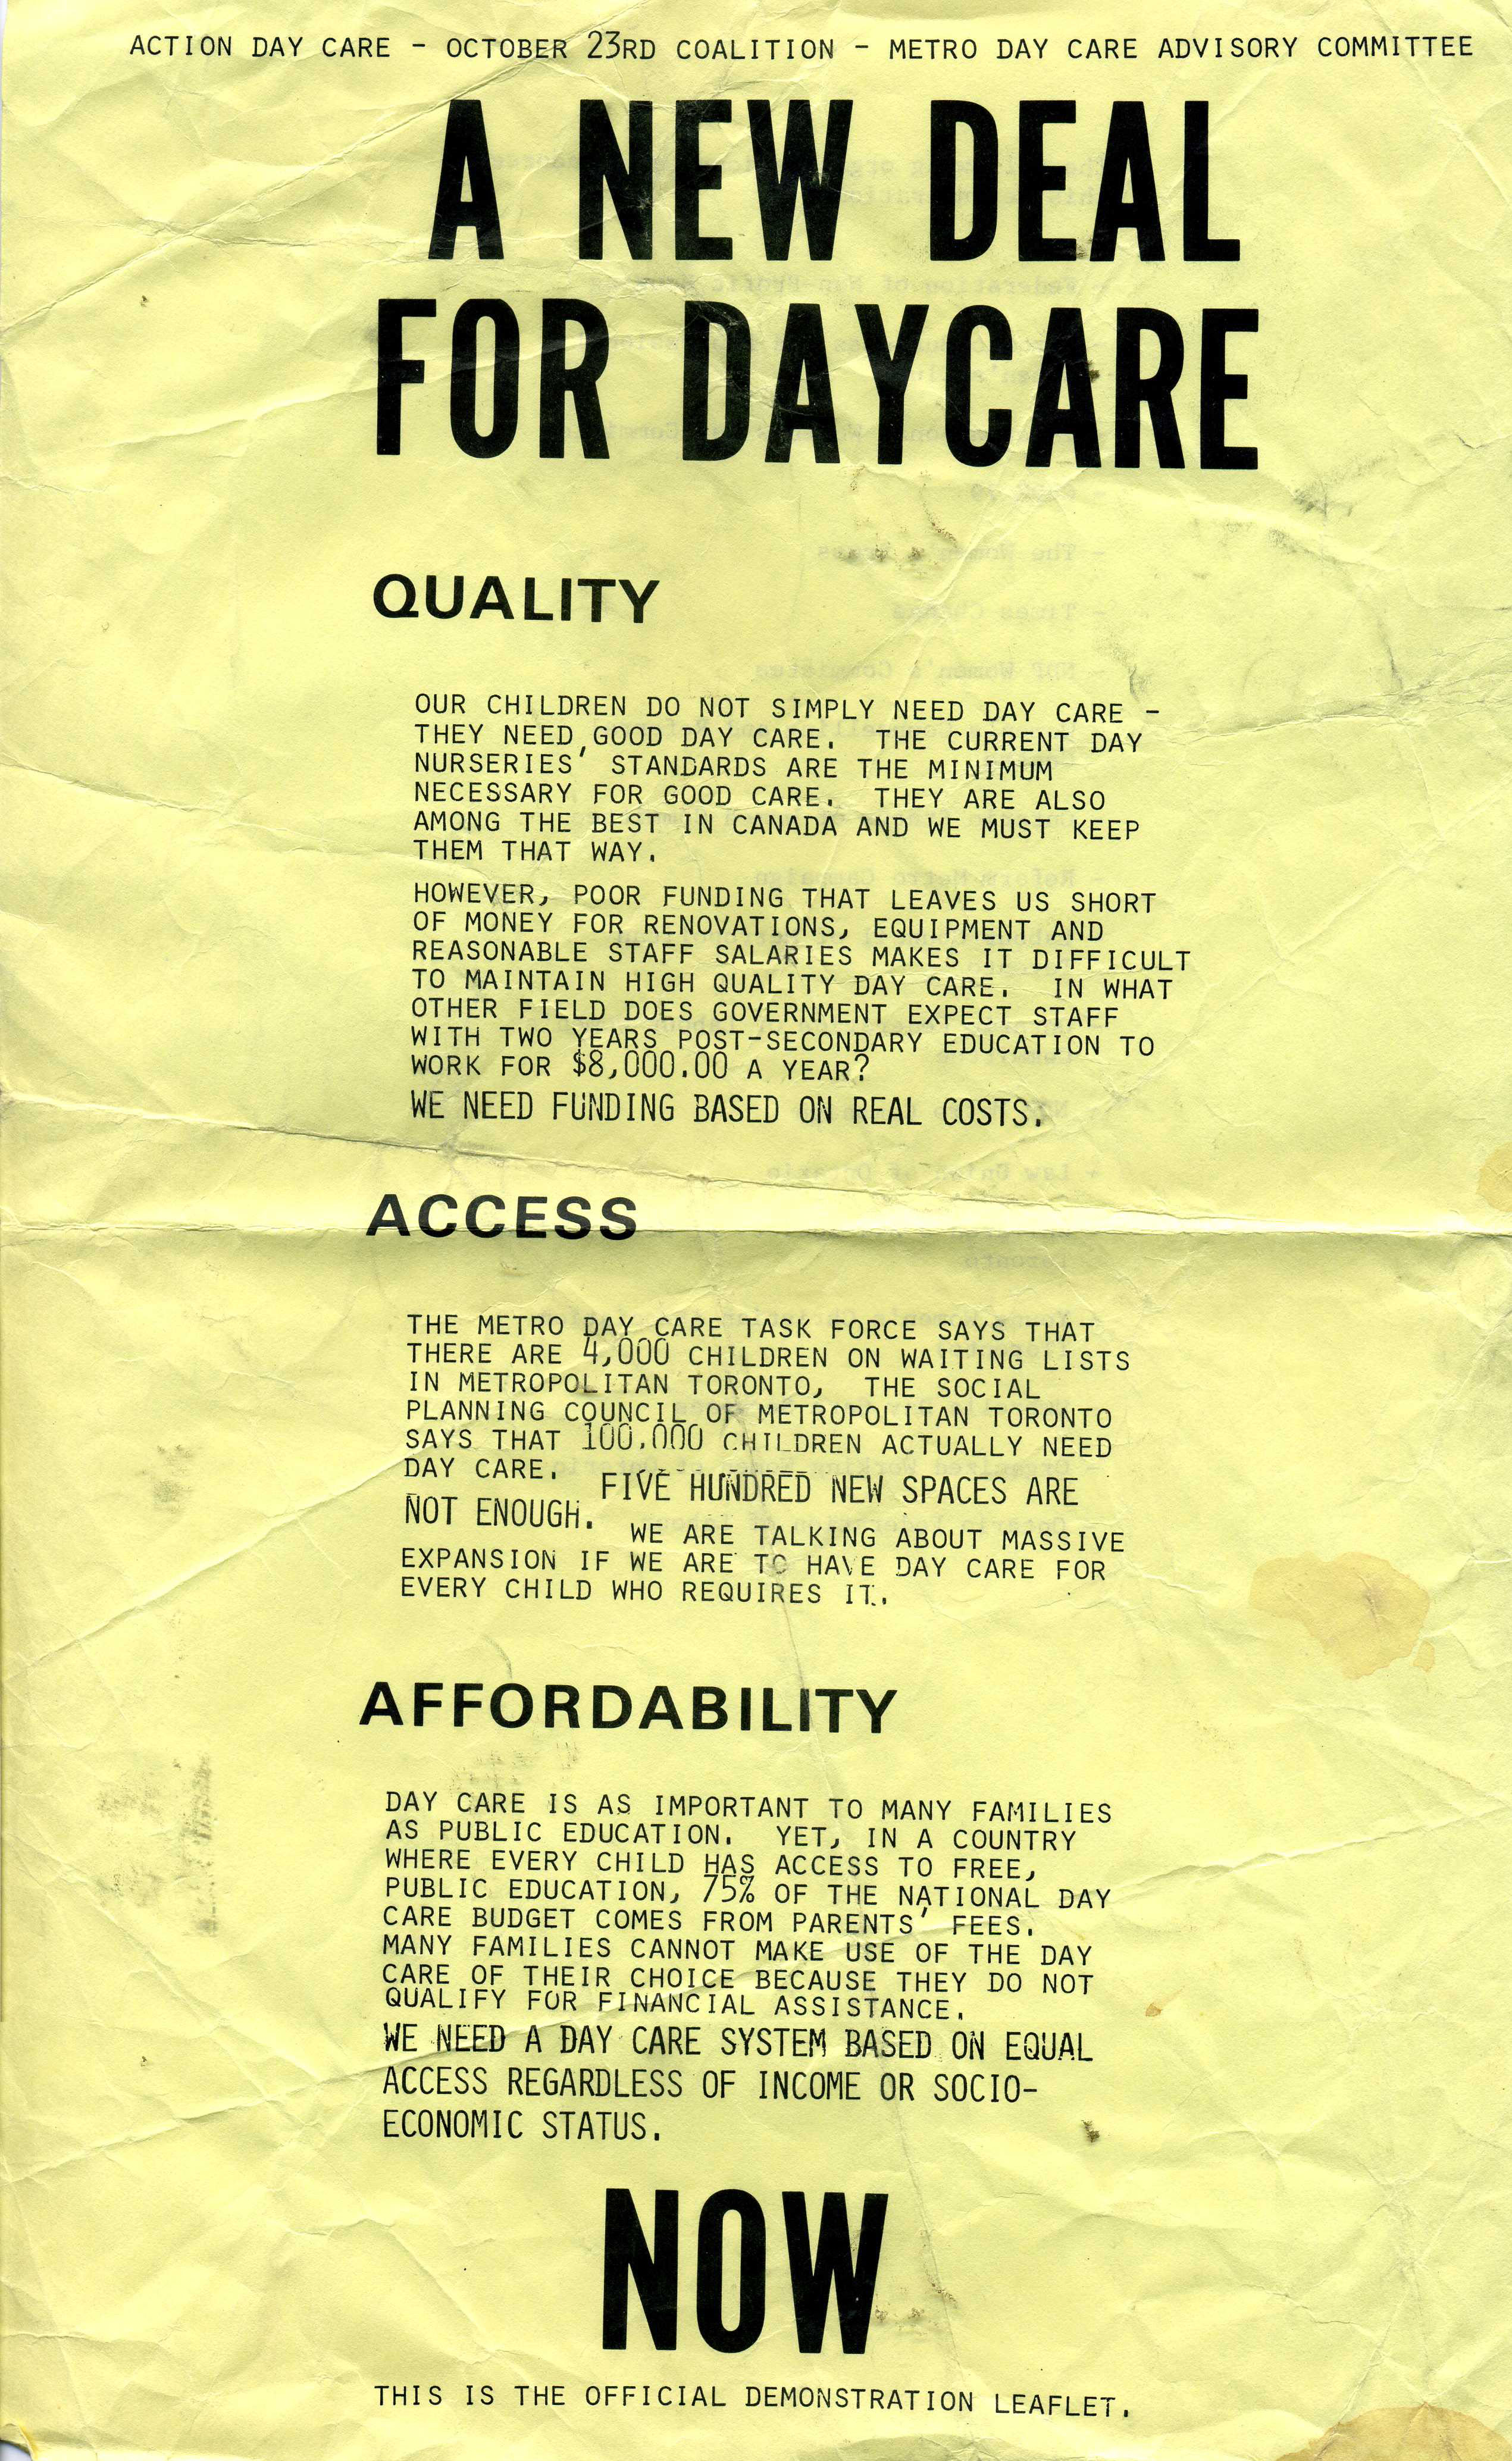 ACTION DAY CARE - OCTOBER 23RD COALITION - METRO DAY CARE ADVISORY COMMITTEE
A NEW DEAL
FOR DAYCARE
QUALITY
OUR CHILDREN DO NOT SIMPLY NEED DAY CARE -
THEY NEED GOOD DAY CARE. THE CURRENT DAY
NURSERIES' STANDARDS ARE THE MINIMUM
NECESSARY FOR GOOD CARE. THEY ARE ALSO
AMONG THE BEST IN CANADA AND WE MUST KEEP
THEM THAT WAY.
HOWEVER, POOR FUNDING THAT LEAVES US SHORT
OF MONEY FOR RENOVATIONS, EQUIPMENT AND
REASONABLE STAFF SALARIES MAKES IT DIFFICULT
TO MAINTAIN HIGH QUALITY DAY CARE. IN WHAT
OTHER FIELD DOES GOVERNMENT EXPECT STAFF
WITH TWO YEARS POST-SECONDARY EDUCATION TO
WORK FOR $8,000.00 A YEAR?
WE NEED FUNDING BASED ON REAL COSTS.
ACCESS
THE METRO DAY CARE TASK FORCE SAYS THAT
THERE ARE 4,000 CHILDREN ON WAITING LISTS
IN METROPOLITAN TORONTO, THE SOCIAL
PLANNING COUNCIL OF METROPOLITAN TORONTO
SAYS THAT 100,000 CHILDREN ACTUALLY NEED
DAY CARE. FIVE HUNDRED NEW SPACES ARE
NOT ENOUGH. WE ARE TALKING ABOUT MASSIVE
EXPANSION IF WE ARE TO HAVE DAY CARE FOR
EVERY CHILD WHO REQUIRES IT.
AFFORDABILITY
DAY CARE IS AS IMPORTANT TO MANY FAMILIES
AS PUBLIC EDUCATION. YET, IN A COUNTRY
WHERE EVERY CHILD HAS ACCESS TO FREE,
PUBLIC EDUCATION, 75% OF THE NATIONAL DAY
CARE BUDGET COMES FROM PARENTS' FEES.
MANY FAMILIES CANNOT MAKE USE OF THE DAY
CARE OF THEIR CHOICE BECAUSE THEY DO NOT
QUALIFY FOR FINANCIAL ASSISTANCE.
WE NEED A DAY CARE SYSTEM BASED ON EQUAL
ACCESS REGARDLESS OF INCOME OR SOCIO-
ECONOMIC STATUS.
NOW
THIS IS THE OFFICIAL DEMONSTRATION LEAFLET.